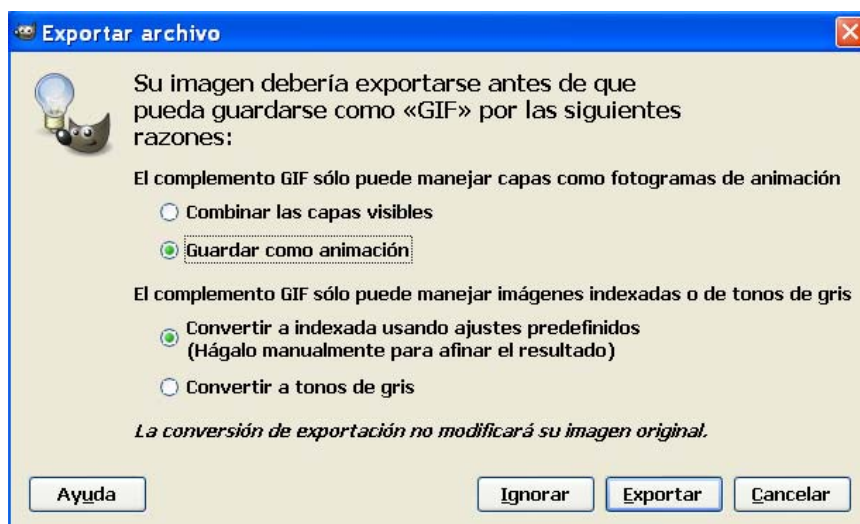 Exportar archivo
Su imagen debería exportarse antes de que
pueda guardarse como «GIF» por las siguientes
razones:
El complemento GIF sólo puede manejar capas como fotogramas de animación
Combinar las capas visibles
Guardar como animación
El complemento GIF sólo puede manejar imágenes indexadas o de tonos de gris
Convertir a indexada usando ajustes predefinidos
(Hágalo manualmente para afinar el resultado)
Convertir a tonos de gris
La conversión de exportación no modificará su imagen original.
Ayuda Ignorar Exportar Cancelar